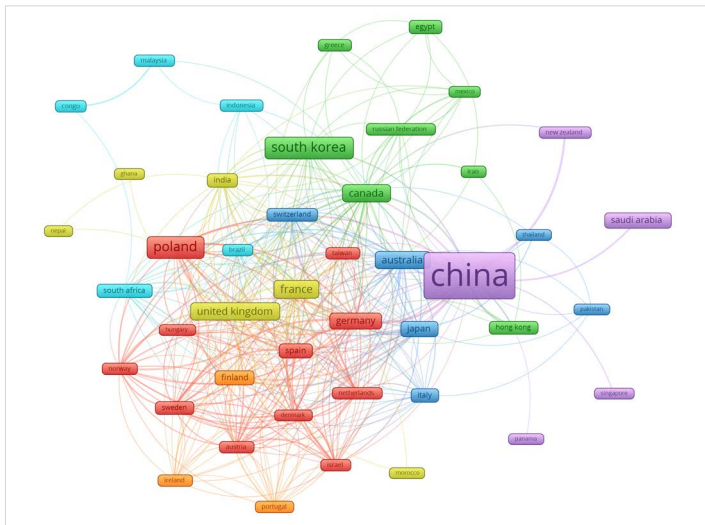 egypt
greece
malaysia
mexico
congo
indonesia
russian federation
new zealand
south korea
iran
ghana
india
canada
switzerland
saudi arabia
nepal
thailand
poland
brazil
taiwan
australia
china
south africa
france
united kingdom
pakistan
germany
hungary
japan
hong kong
spain
norway
finland
netherlands
italy
singapore
sweden
denmark
austria
panama
israel
morocco
ireland
portugal